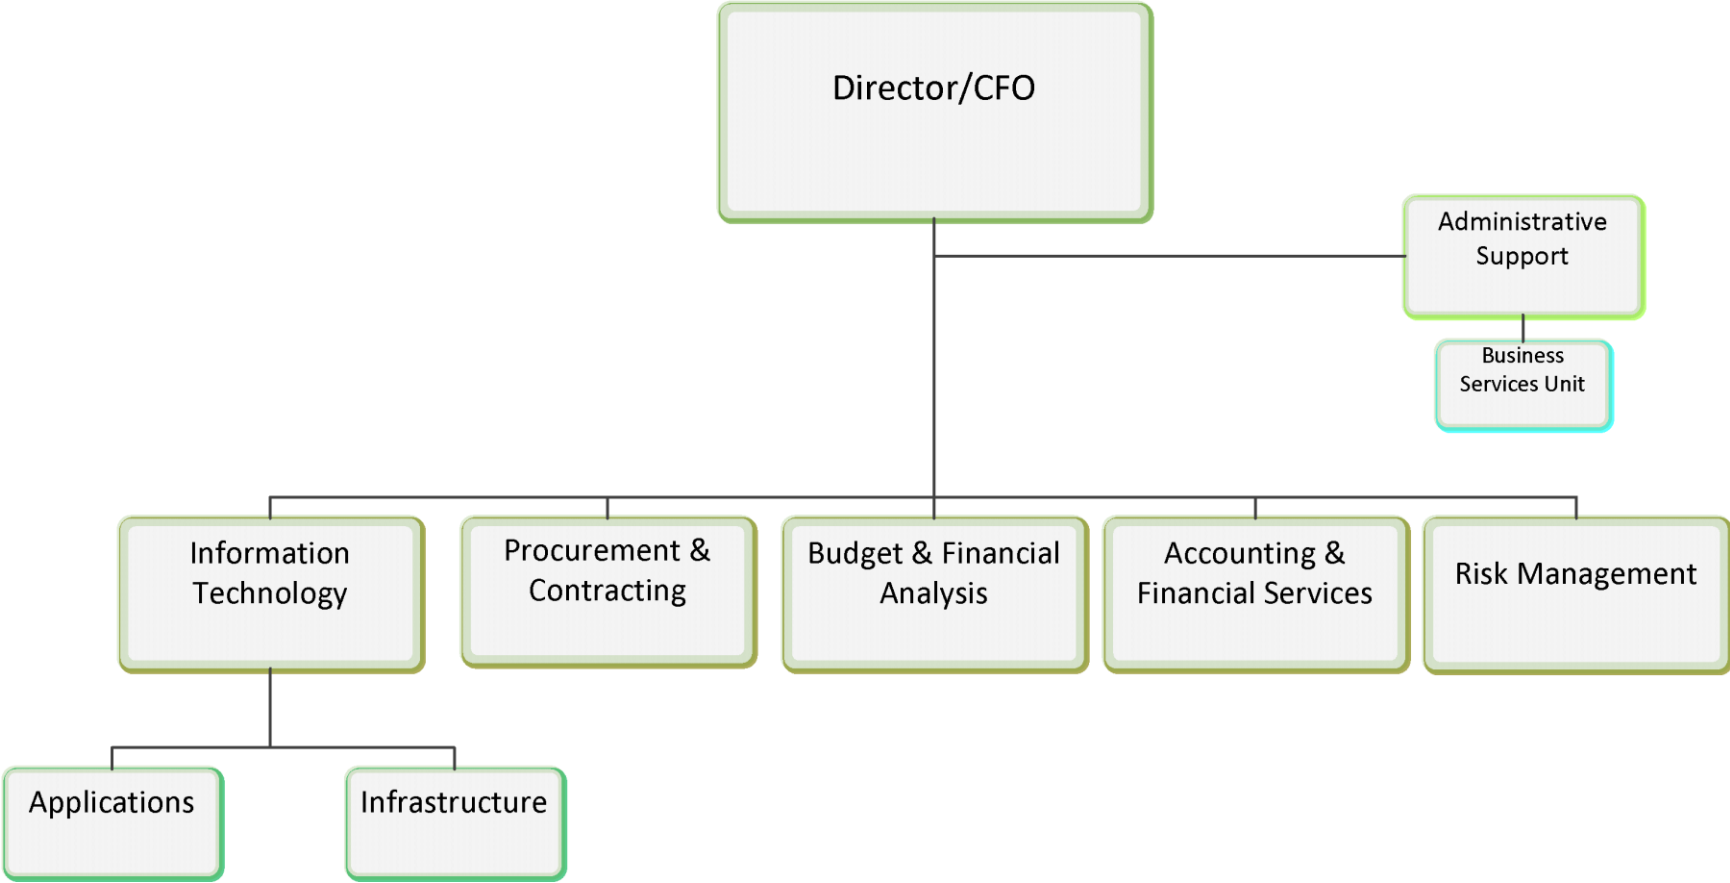 Director/CFO
Administrative
Support
Business
Services Unit
Information
Technology
Procurement &
Contracting
Budget & Financial
Analysis
Accounting &
Financial Services
Risk Management
Applications
Infrastructure